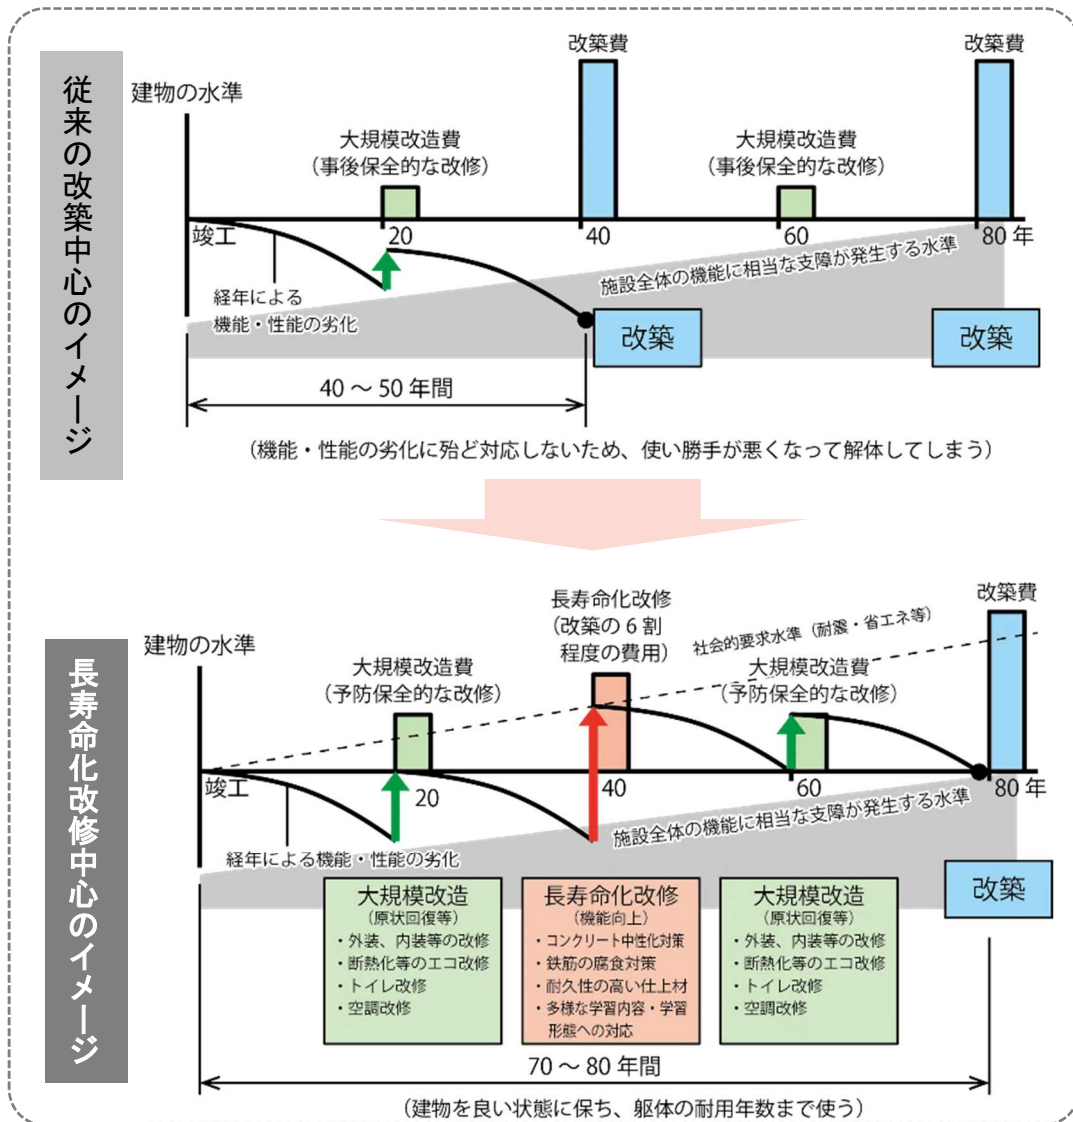 従来の改築中心のイメージ
建物の水準
改築費
改築費
大規模改造費
（事後保全的な改修）
大規模改造費
（事後保全的な改修）
竣工
20
40
60
80 年
経年による
機能・性能の劣化
施設全体の機能に相当な支障が発生する水準
改築
改築
40 〜 50 年間
（機能・性能の劣化に殆ど対応しないため、使い勝手が悪くなって解体してしまう）
長寿命化改修中心のイメージ
建物の水準
大規模改造費
（予防保全的な改修）
長寿命化改修
（改築の 6 割
程度の費用）
社会的要求水準（耐震・省エネ等）
大規模改造費
（予防保全的な改修）
改築費
竣工
20
40
60
80 年
経年による機能・性能の劣化
施設全体の機能に相当な支障が発生する水準
改築
大規模改造
（原状回復等）
・外装、内装等の改修
・断熱化等のエコ改修
・トイレ改修
・空調改修
長寿命化改修
（機能向上）
・コンクリート中性化対策
・鉄筋の腐食対策
・耐久性の高い仕上材
・多様な学習内容・学習
形態への対応
大規模改造
（原状回復等）
・外装、内装等の改修
・断熱化等のエコ改修
・トイレ改修
・空調改修
70 〜 80 年間
（建物を良い状態に保ち、躯体の耐用年数まで使う）